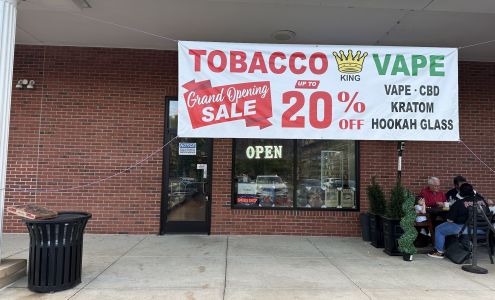 TOBACCO KING VAPE
Grand Opening
SALE
UP TO
20% OFF
VAPE · CBD
KRATOM
HOOKAH GLASS
OPEN